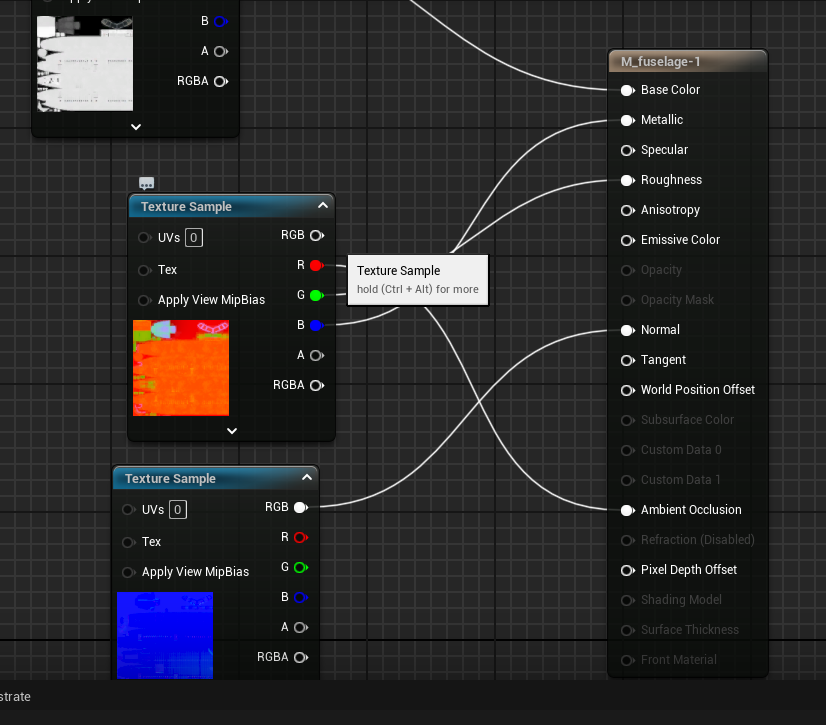 B
A
RGBA
Texture Sample
UVs 0
Tex
Apply View MipBias
RGB
R
G
B
A
RGBA
Texture Sample
hold (Ctrl + Alt) for more
Texture Sample
UVs 0
Tex
Apply View MipBias
RGB
R
G
B
A
RGBA
M_fuselage-1
Base Color
Metallic
Specular
Roughness
Anisotropy
Emissive Color
Opacity
Opacity Mask
Normal
Tangent
World Position Offset
Subsurface Color
Custom Data 0
Custom Data 1
Ambient Occlusion
Refraction (Disabled)
Pixel Depth Offset
Shading Model
Surface Thickness
Front Material
strate